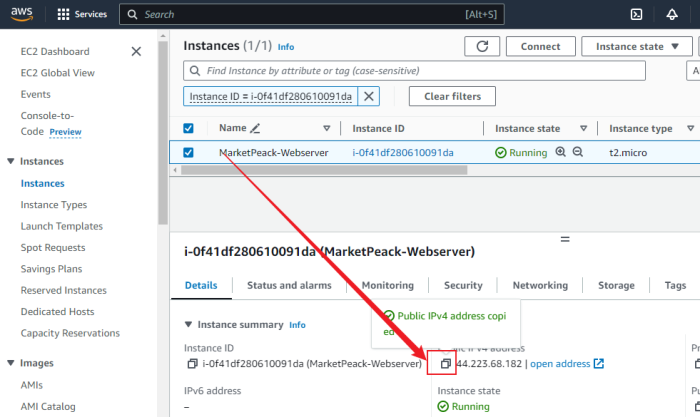 aws
Services
Search
[Alt+S]
EC2 Dashboard
EC2 Global View
Events
Console-to-
Code Preview
Instances
Instances
Instance Types
Launch Templates
Spot Requests
Savings Plans
Reserved Instances
Dedicated Hosts
Capacity Reservations
Images
AMIs
AMI Catalog
Instances (1/1) Info
Connect
Instance state
Find Instance by attribute or tag (case-sensitive)
Instance ID = i-0f41df280610091da
Clear filters
Name
Instance ID
Instance state
Instance type
MarketPeack-Webserver
i-0f41df280610091da
Running
t2.micro
i-0f41df280610091da (MarketPeack-Webserver)
Details
Status and alarms
Monitoring
Security
Networking
Storage
Tags
Public IPv4 address copi
ed
Instance summary Info
Instance ID
IPv4 address
i-0f41df280610091da (MarketPeack-Webserver)
44.223.68.182 | open address
IPv6 address
–
Instance state
Running